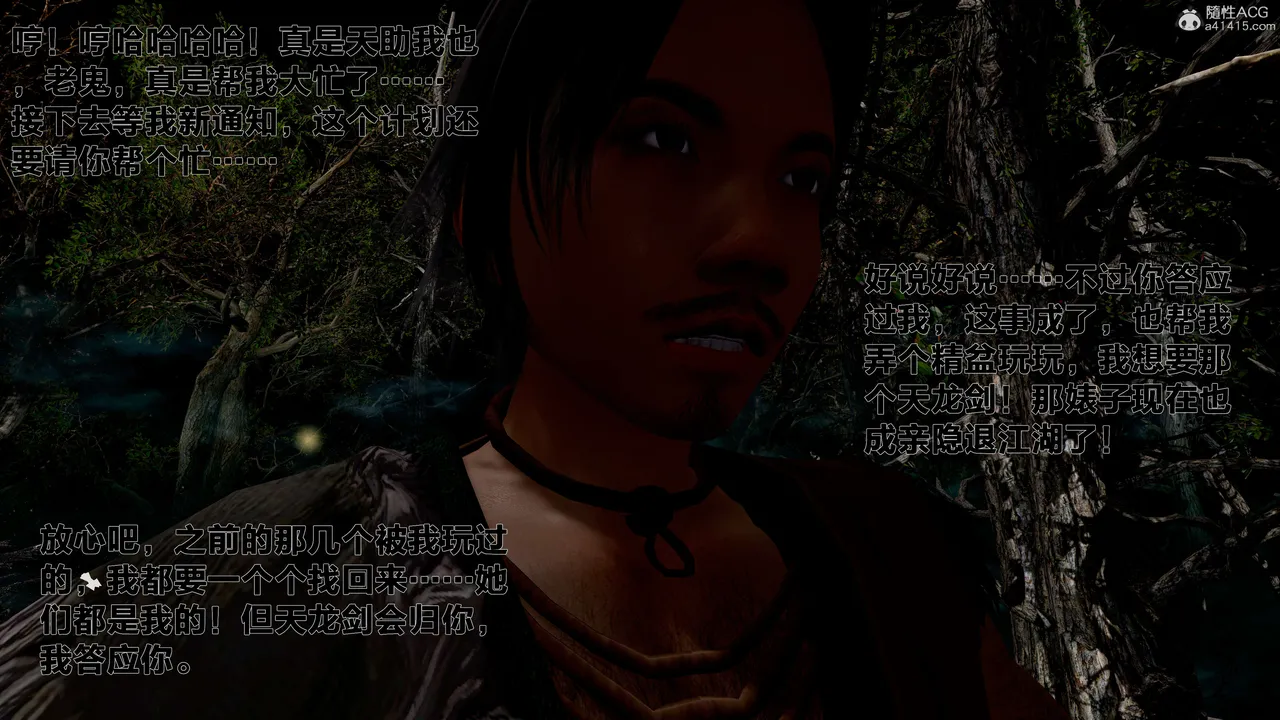 哼！哼哈哈哈哈！真是天助我也
，老鬼，真是帮我大忙了⋯⋯
接下去等我新通知，这个计划还
要请你帮个忙⋯⋯
隨性ACG
a41415.com
好说好说⋯⋯不过你答应
过我，这事成了，也帮我
弄个精盆玩玩，我想要那
个天龙剑！那婊子现在也
成亲隐退江湖了！
放心吧，之前的那几个被我玩过
的，我都要一个个找回来⋯⋯她
们都是我的！但天龙剑会归你，
我答应你。